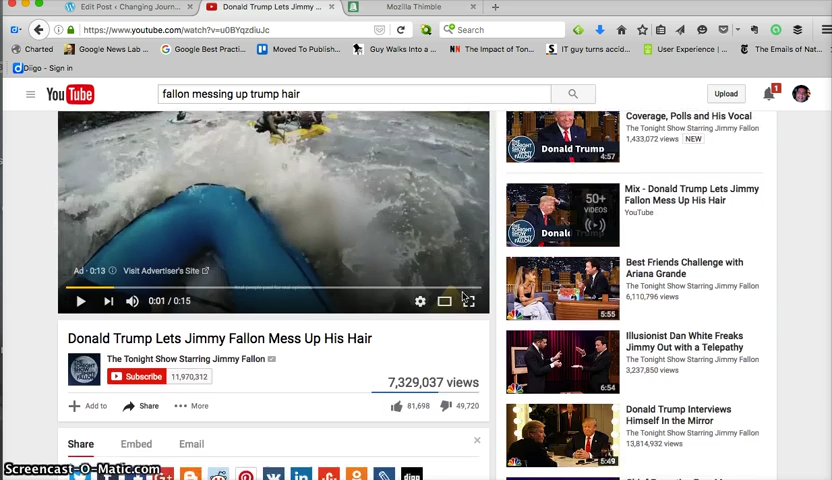 Edit Post ‹ Changing Journ...
Donald Trump Lets Jimmy ...
Mozilla Thimble
https://www.youtube.com/watch?v=u0BYqzdiuJc
Search
Charted
Google News Lab ...
Google Best Practi...
Moved To Publish...
Guy Walks Into a ...
The Impact of Ton...
IT guy turns accid...
User Experience | ...
The Emails of Nat...
Diigo - Sign in
YouTube
fallon messing up trump hair
Upload
1
Ad · 0:13
Visit Advertiser's Site
0:01 / 0:15
Donald Trump Lets Jimmy Fallon Mess Up His Hair
The Tonight Show Starring Jimmy Fallon
Subscribe
11,970,312
7,329,037 views
Add to
Share
More
81,698
49,720
Share
Embed
Email
digg
Screencast-O-Matic.com
Coverage, Polls and His Vocal
The Tonight Show Starring Jimmy Fallon
1,433,072 views
NEW
Donald Trump
4:57
Mix - Donald Trump Lets Jimmy
Fallon Mess Up His Hair
YouTube
50+
VIDEOS
Donald
Best Friends Challenge with
Ariana Grande
The Tonight Show Starring Jimmy Fallon
6,110,796 views
5:55
Illusionist Dan White Freaks
Jimmy Out with a Telepathy
The Tonight Show Starring Jimmy Fallon
3,237,850 views
6:54
Donald Trump Interviews
Himself In the Mirror
The Tonight Show Starring Jimmy Fallon
13,814,932 views
5:49